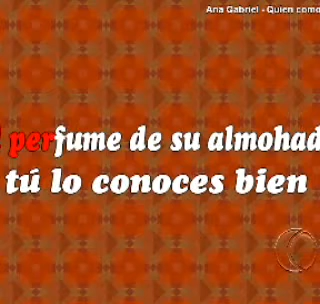 Ana Gabriel - Quien como
perfume de su almohad
tú lo conoces bien